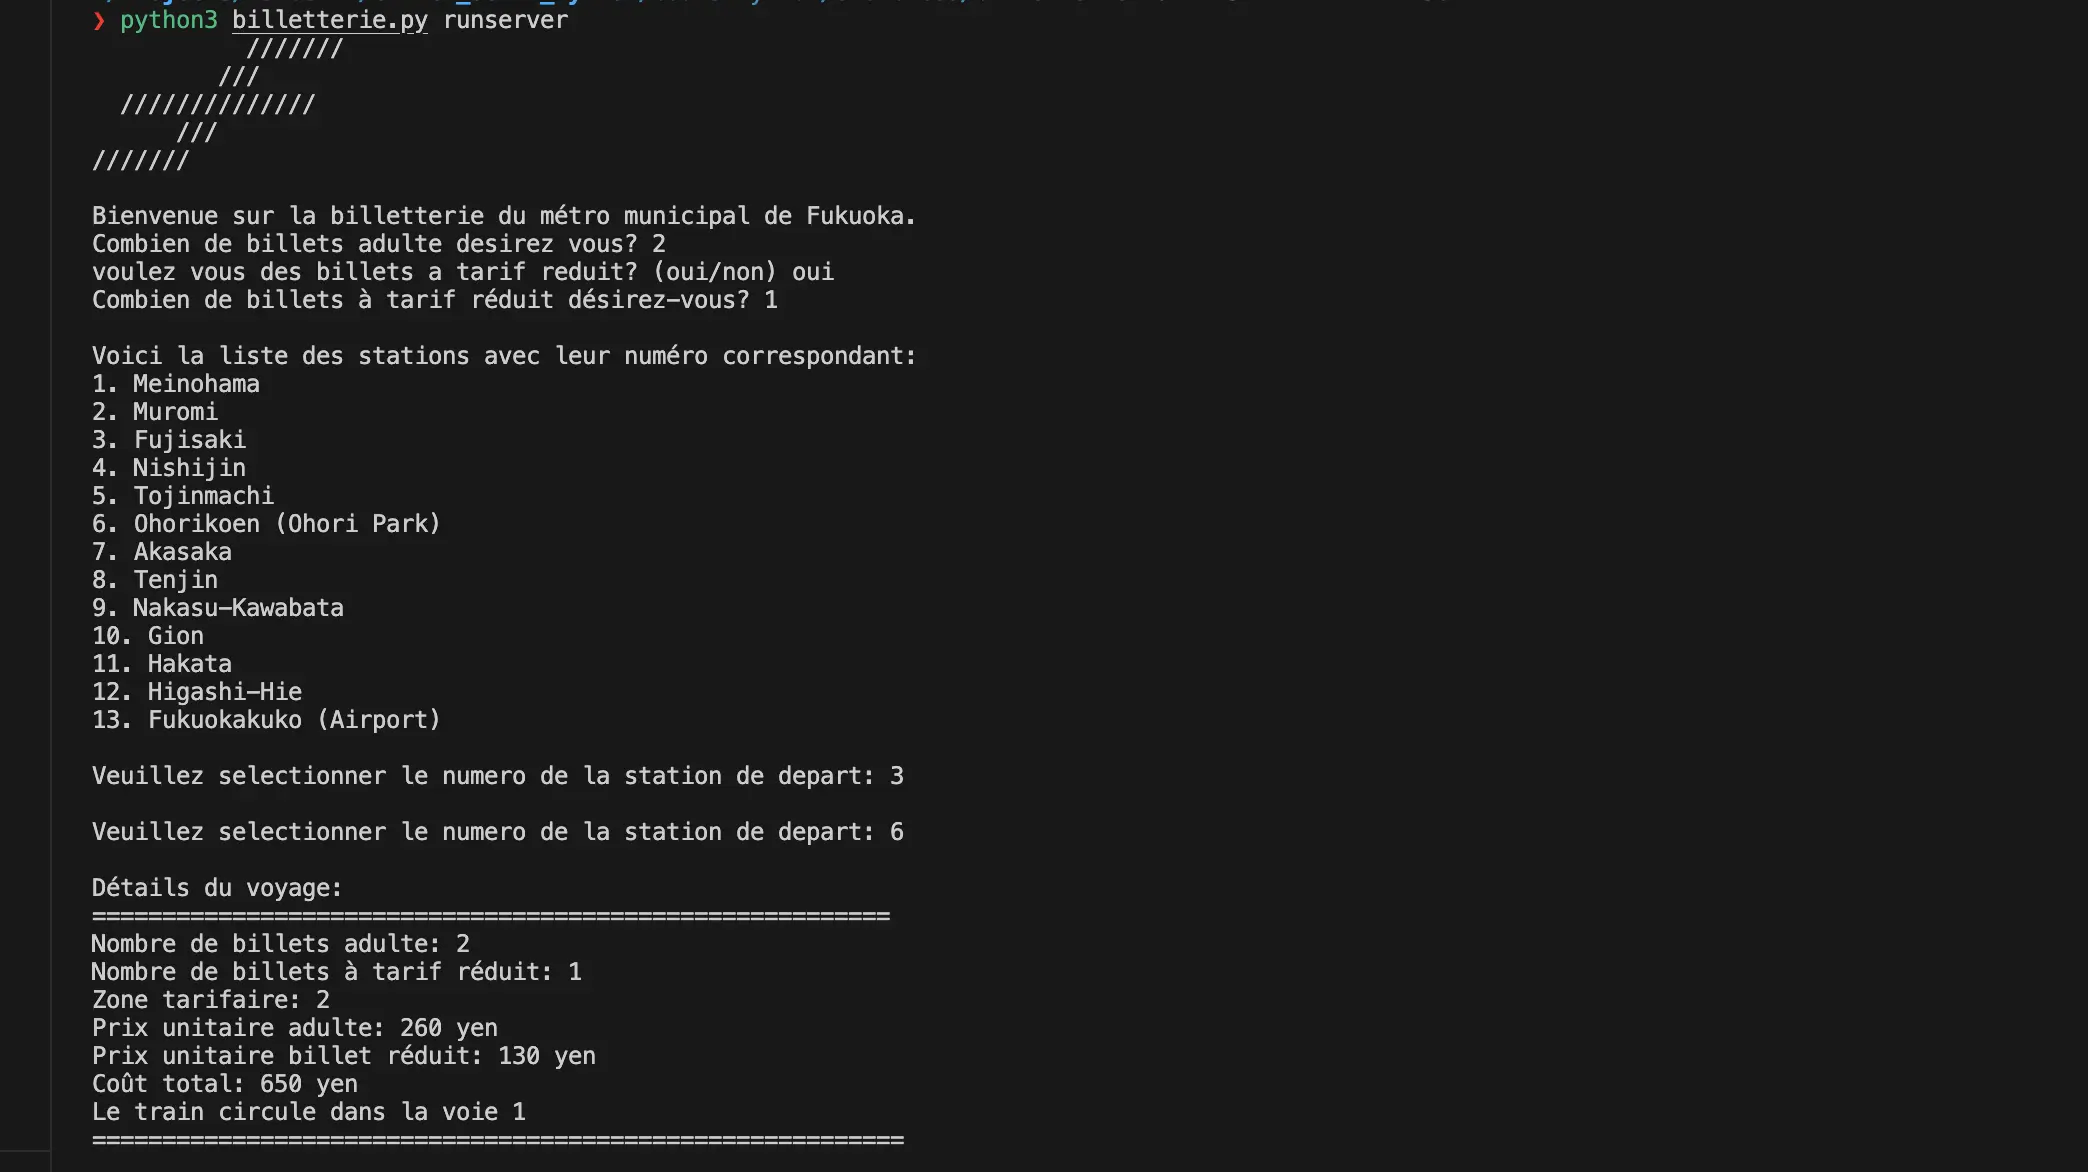 ❯ python3 billetterie.py runserver
           ///////
         ///
  //////////////
      ///
///////
Bienvenue sur la billetterie du métro municipal de Fukuoka.
Combien de billets adulte desirez vous? 2
voulez vous des billets a tarif reduit? (oui/non) oui
Combien de billets à tarif réduit désirez-vous? 1
Voici la liste des stations avec leur numéro correspondant:
1. Meinohama
2. Muromi
3. Fujisaki
4. Nishijin
5. Tojinmachi
6. Ohorikoen (Ohori Park)
7. Akasaka
8. Tenjin
9. Nakasu-Kawabata
10. Gion
11. Hakata
12. Higashi-Hie
13. Fukuokakuko (Airport)
Veuillez selectionner le numero de la station de depart: 3
Veuillez selectionner le numero de la station de depart: 6
Détails du voyage:
=========================================================
Nombre de billets adulte: 2
Nombre de billets à tarif réduit: 1
Zone tarifaire: 2
Prix unitaire adulte: 260 yen
Prix unitaire billet réduit: 130 yen
Coût total: 650 yen
Le train circule dans la voie 1
==========================================================